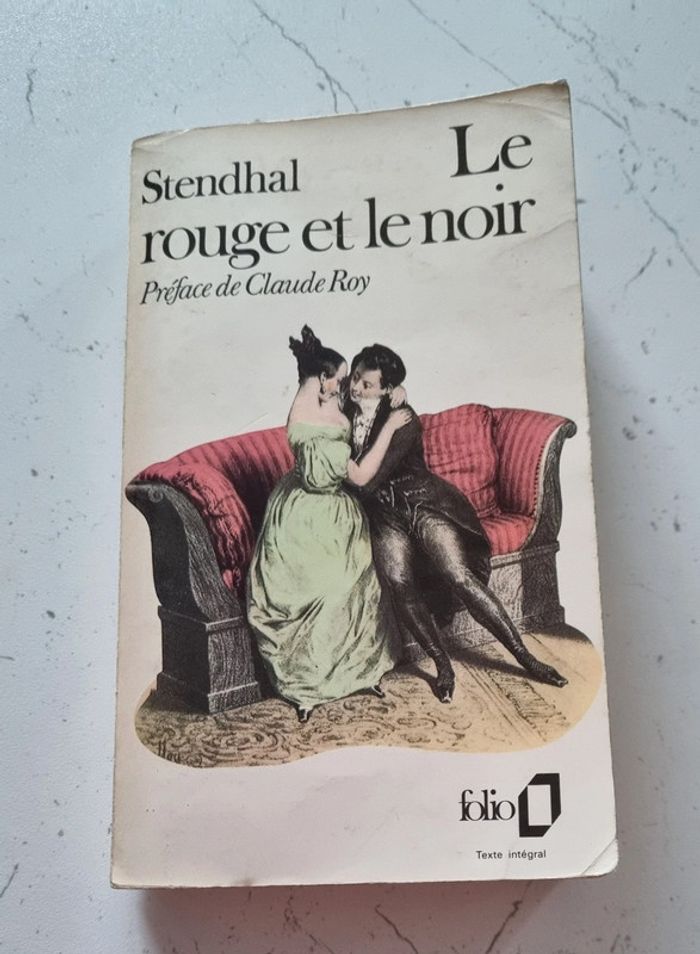 Stendhal Le
rouge et le noir
Préface de Claude Roy
folio
Texte intégral